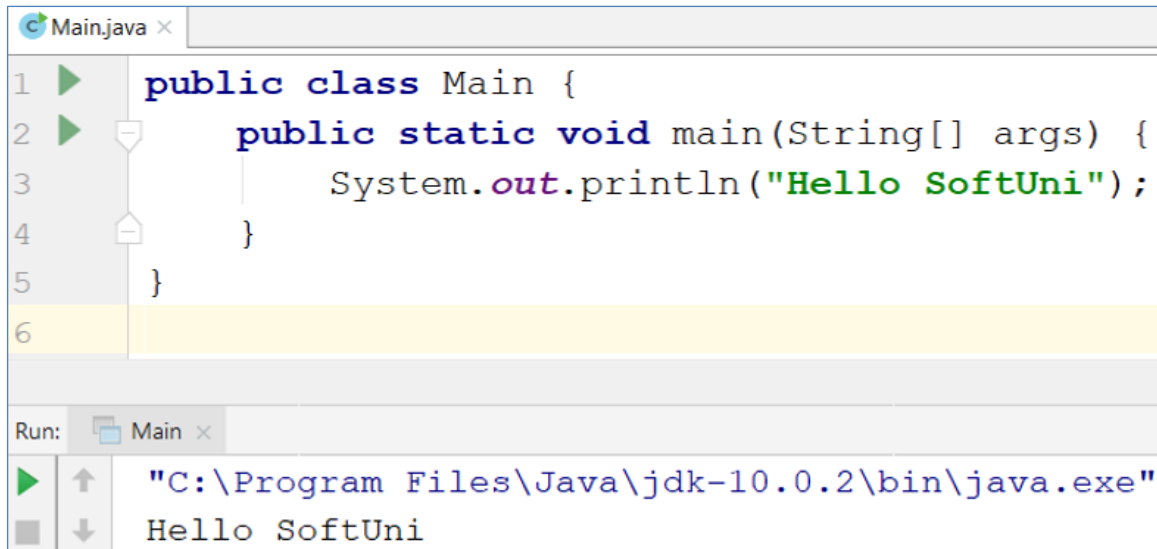 Main.java
1 public class Main {
2 public static void main(String[] args) {
3 System.out.println("Hello SoftUni");
4 }
5 }
6
Run: Main
"C:\Program Files\Java\jdk-10.0.2\bin\java.exe"
Hello SoftUni